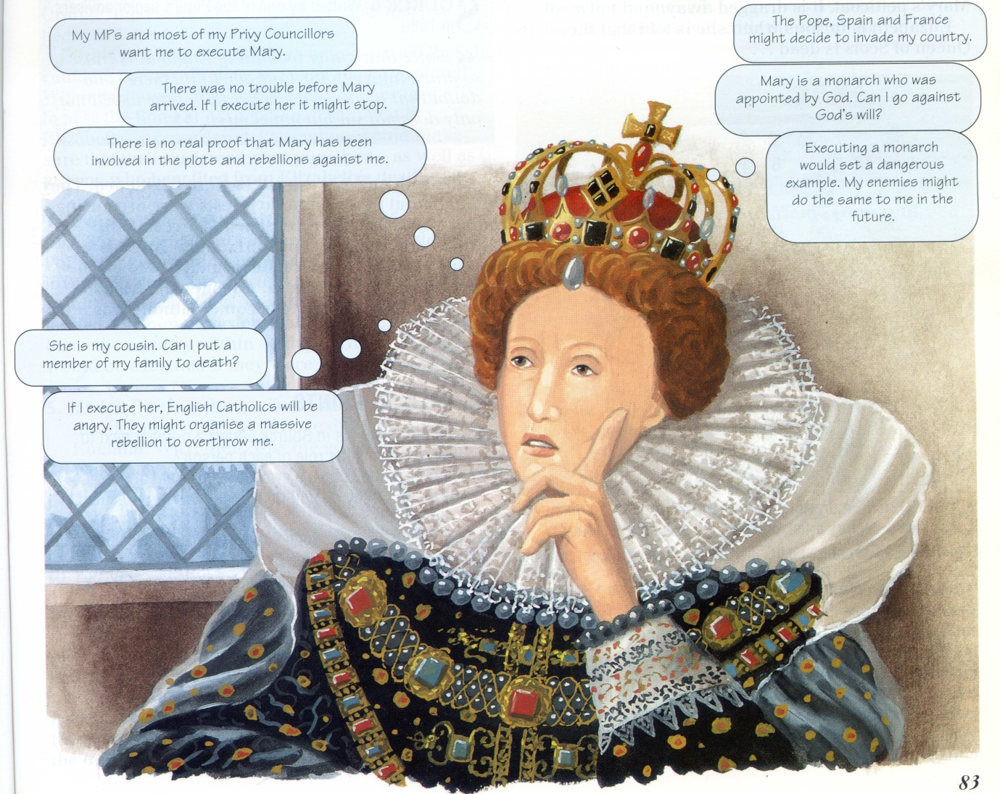 My MPs and most of my Privy Councillors
want me to execute Mary.
There was no trouble before Mary
arrived. If I execute her it might stop.
There is no real proof that Mary has been
involved in the plots and rebellions against me.
She is my cousin. Can I put a
member of my family to death?
If I execute her, English Catholics will be
angry. They might organise a massive
rebellion to overthrow me.
The Pope, Spain and France
might decide to invade my country.
Mary is a monarch who was
appointed by God. Can I go against
God's will?
Executing a monarch
would set a dangerous
example. My enemies might
do the same to me in the
future.
83